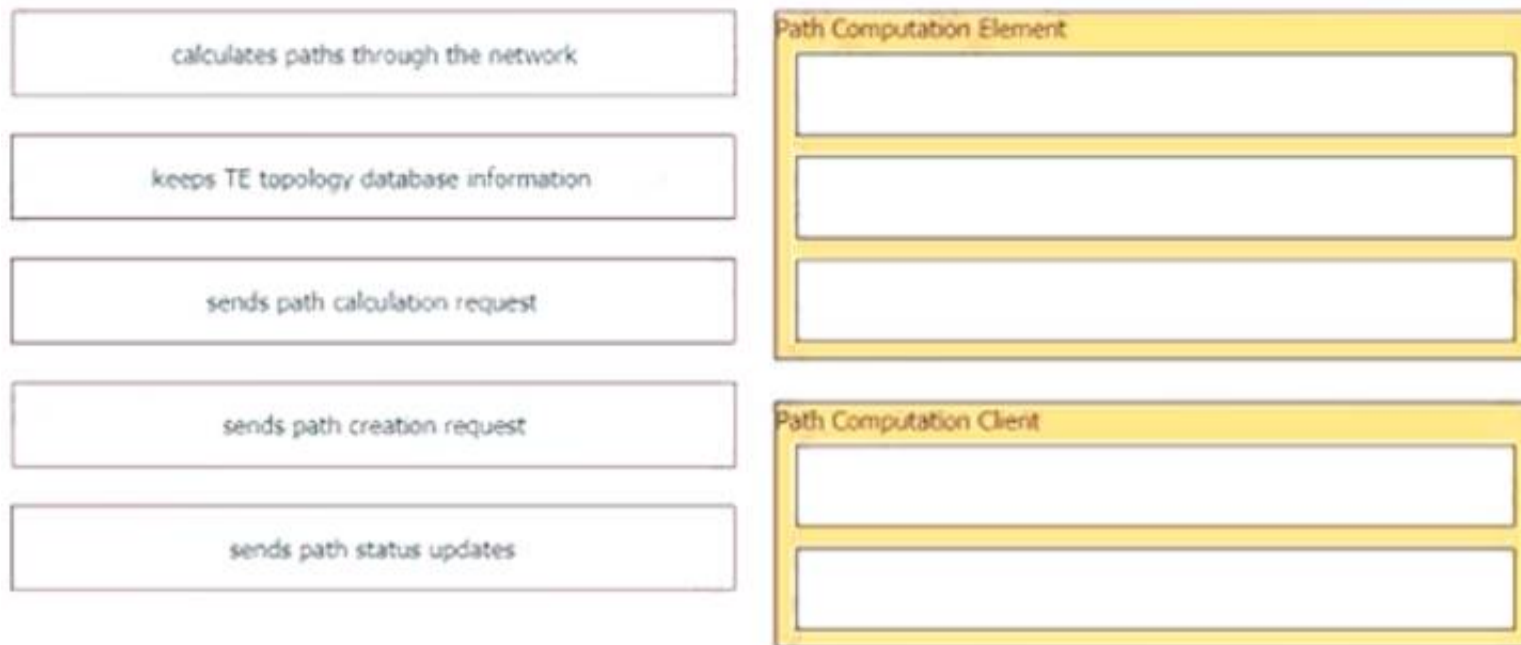 calculates paths through the network
keeps TE topology database information
sends path calculation request
sends path creation request
sends path status updates
Path Computation Element
Path Computation Client